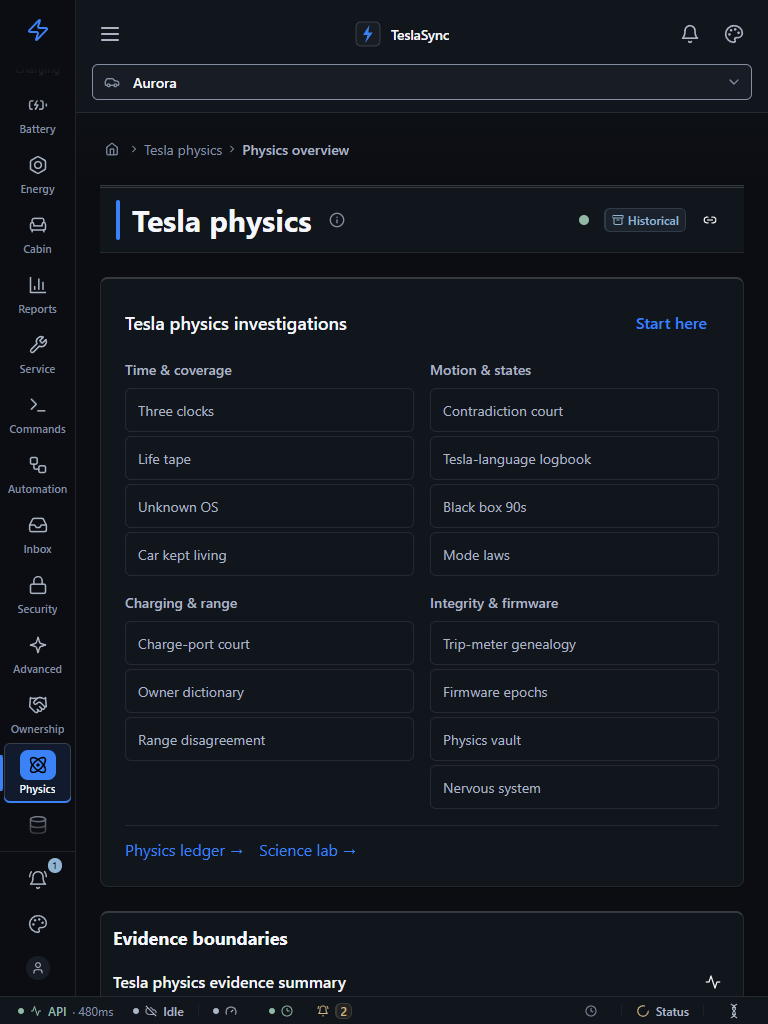 TeslaSync
Aurora
Battery
Energy
Cabin
Reports
Service
Commands
Automation
Inbox
Security
Advanced
Ownership
Physics
1
Tesla physics
Physics overview
Tesla physics
Historical
Tesla physics investigations
Start here
Time & coverage
Three clocks
Life tape
Unknown OS
Car kept living
Motion & states
Contradiction court
Tesla-language logbook
Black box 90s
Mode laws
Charging & range
Charge-port court
Owner dictionary
Range disagreement
Integrity & firmware
Trip-meter genealogy
Firmware epochs
Physics vault
Nervous system
Physics ledger →
Science lab →
Evidence boundaries
Tesla physics evidence summary
API · 480ms
Idle
2
Status